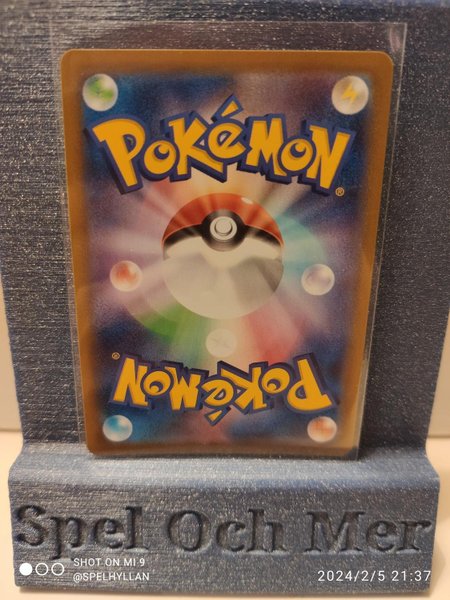 POKéMON
®
®
POKéMON
Spel Och Mer
SHOT ON MI 9
@SPELHYLLAN
2024/2/5 21:37